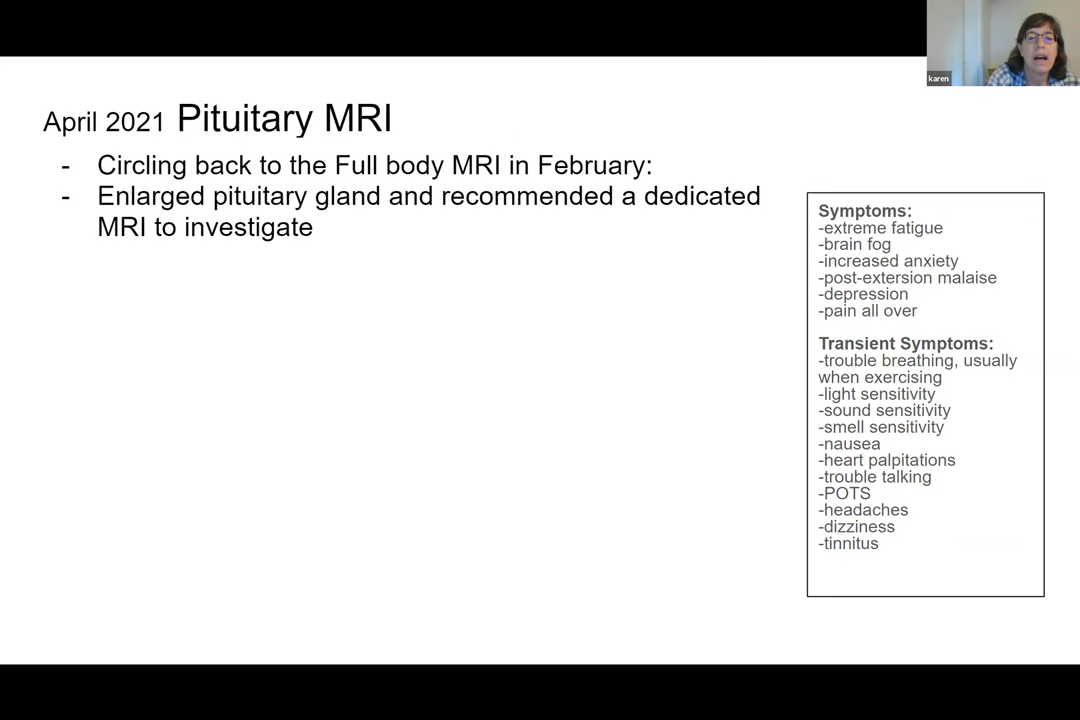 karen
April 2021 Pituitary MRI
- Circling back to the Full body MRI in February:
- Enlarged pituitary gland and recommended a dedicated
MRI to investigate
Symptoms:
-extreme fatigue
-brain fog
-increased anxiety
-post-extersion malaise
-depression
-pain all over
Transient Symptoms:
-trouble breathing, usually
when exercising
-light sensitivity
-sound sensitivity
-smell sensitivity
-nausea
-heart palpitations
-trouble talking
-POTS
-headaches
-dizziness
-tinnitus